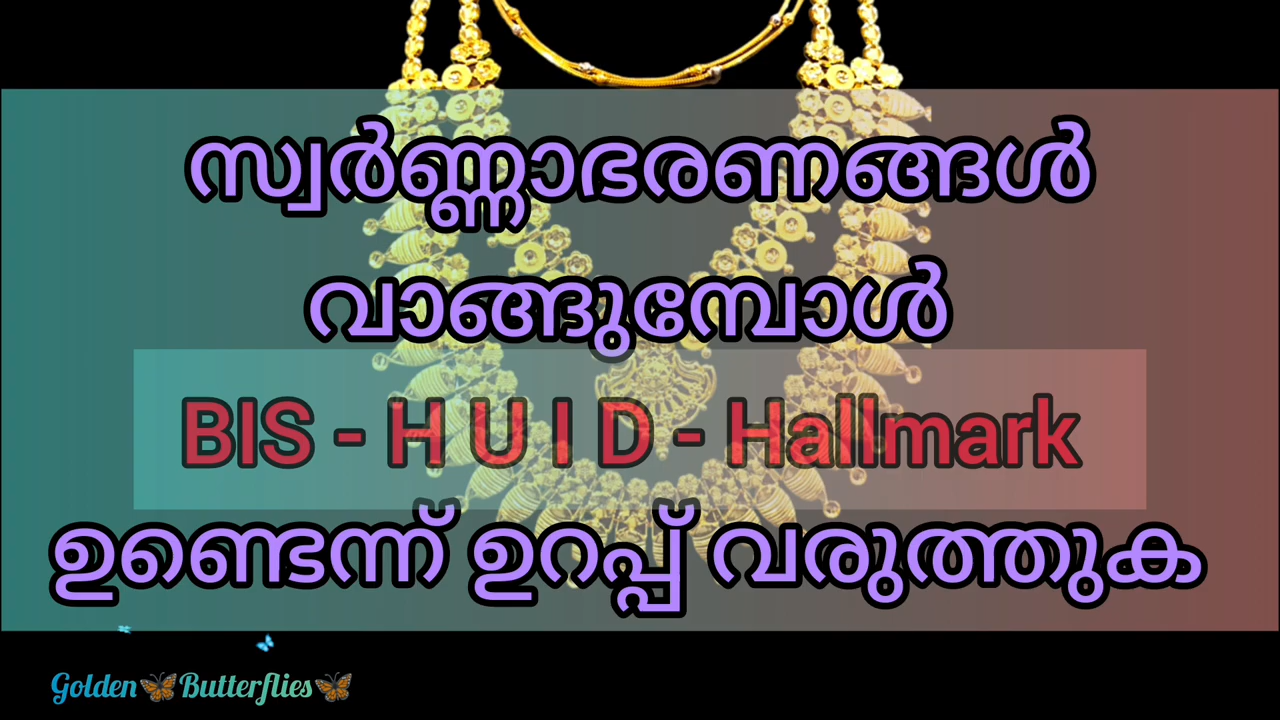 സ്വർണ്ണാഭരണങ്ങൾ
വാങ്ങുമ്പോൾ
BIS - H U I D - Hallmark
ഉണ്ടെന്ന് ഉറപ്പ് വരുത്തുക
Golden🦋Butterflies🦋